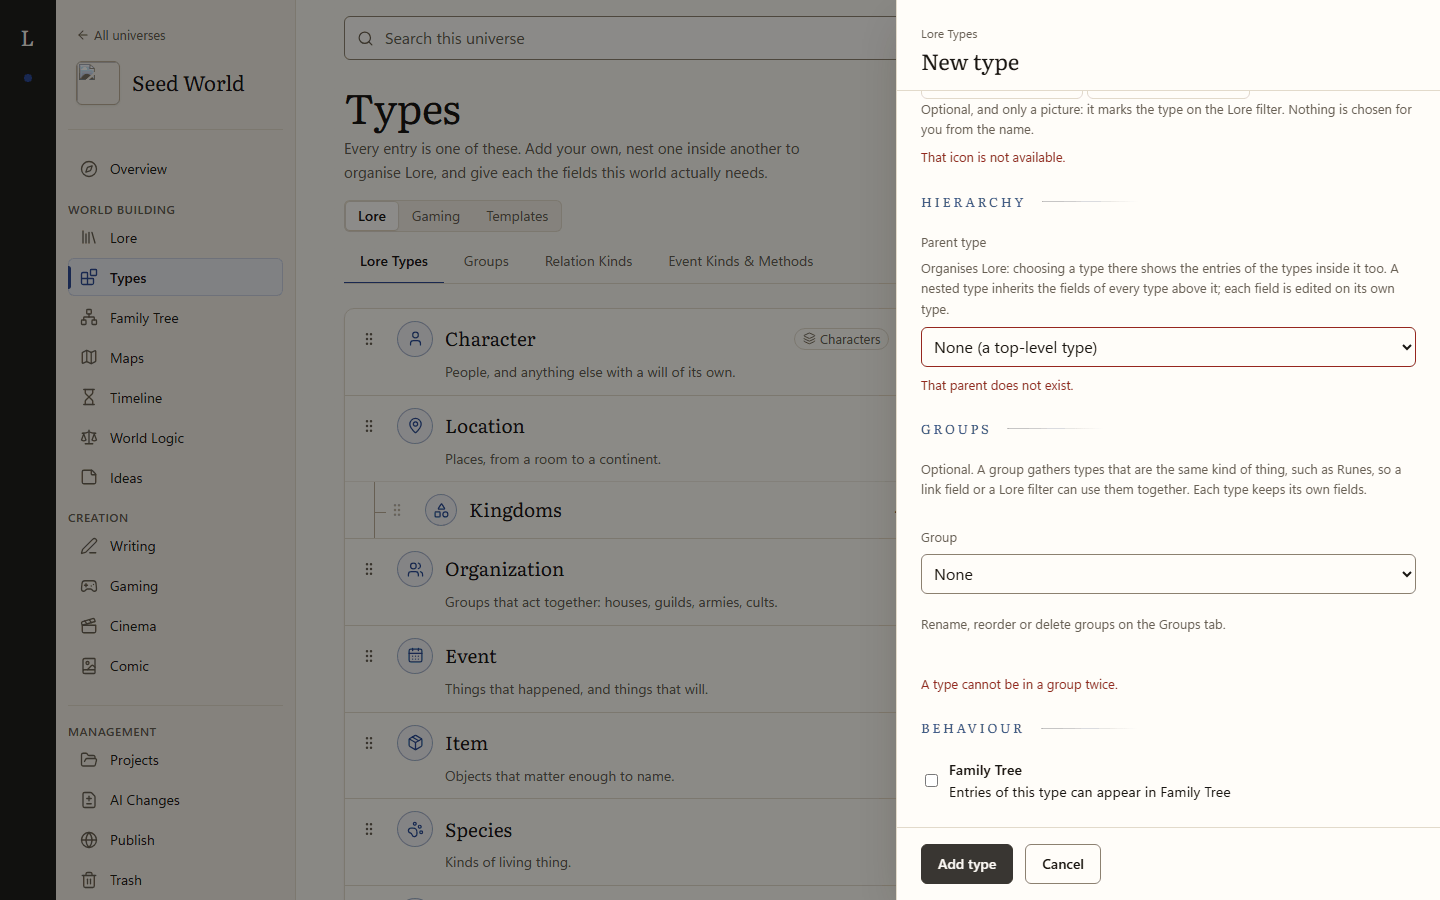 L
All universes
Seed World
Overview
WORLD BUILDING
Lore
Types
Family Tree
Maps
Timeline
World Logic
Ideas
CREATION
Writing
Gaming
Cinema
Comic
MANAGEMENT
Projects
AI Changes
Publish
Trash
Search this universe
Types
Every entry is one of these. Add your own, nest one inside another to
organise Lore, and give each the fields this world actually needs.
Lore Gaming Templates
Lore Types Groups Relation Kinds Event Kinds & Methods
Character
Characters
People, and anything else with a will of its own.
Location
Places, from a room to a continent.
Kingdoms
Organization
Groups that act together: houses, guilds, armies, cults.
Event
Things that happened, and things that will.
Item
Objects that matter enough to name.
Species
Kinds of living thing.
Lore Types
New type
Optional, and only a picture: it marks the type on the Lore filter. Nothing is chosen for
you from the name.
That icon is not available.
HIERARCHY
Parent type
Organises Lore: choosing a type there shows the entries of the types inside it too. A
nested type inherits the fields of every type above it; each field is edited on its own
type.
None (a top-level type)
That parent does not exist.
GROUPS
Optional. A group gathers types that are the same kind of thing, such as Runes, so a
link field or a Lore filter can use them together. Each type keeps its own fields.
Group
None
Rename, reorder or delete groups on the Groups tab.
A type cannot be in a group twice.
BEHAVIOUR
Family Tree
Entries of this type can appear in Family Tree
Add type
Cancel